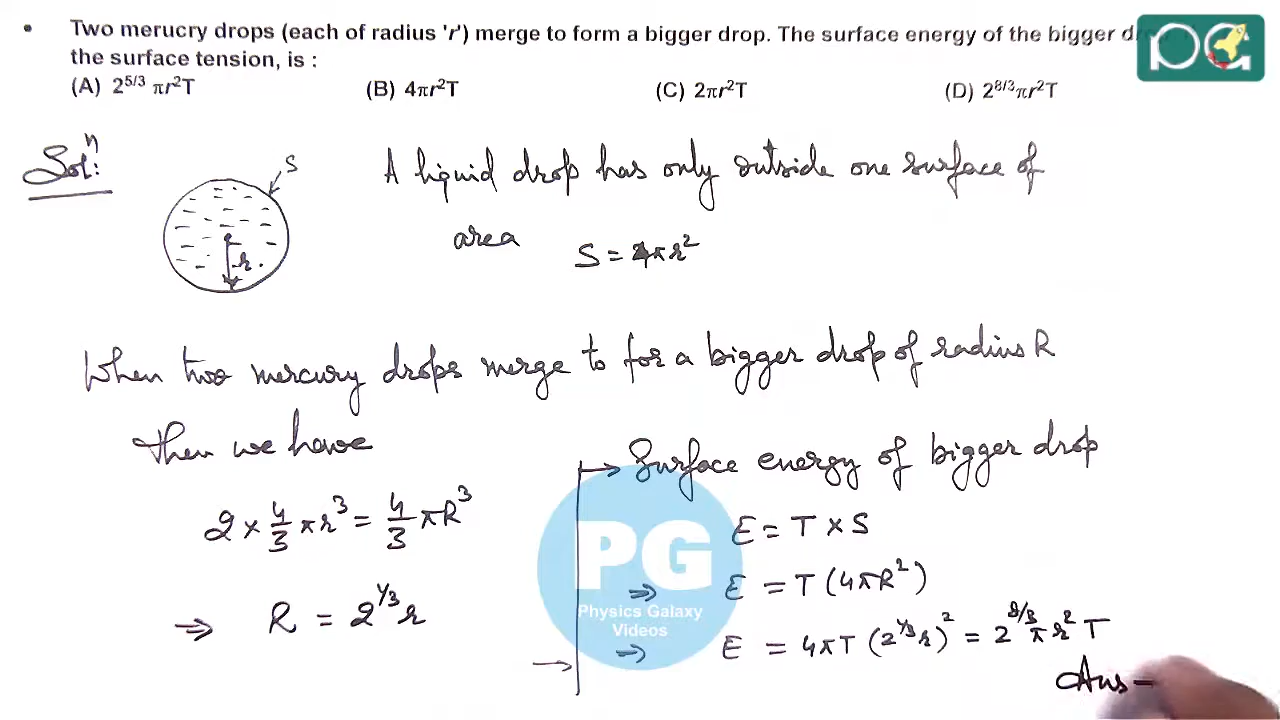 • Two merucry drops (each of radius 'r') merge to form a bigger drop. The surface energy of the bigger
the surface tension, is :
(A) 2^{5/3} πr²T (B) 4πr²T (C) 2πr²T (D) 2^{8/3}πr²T
PG
Solⁿ:
S
A liquid drop has only outside one surface of
area S = 4πr²
r.
When two mercury drops merge to for a bigger drop of radius R
then we have
2 × 4/3 πr³ = 4/3 πR³
⇒ R = 2^{1/3} r
→ Surface energy of bigger drop
E = T × S
⇒ E = T(4πR²)
⇒ E = 4πT(2^{1/3}r)² = 2^{8/3}πr²T
Ans –
PG
Physics Galaxy
Videos